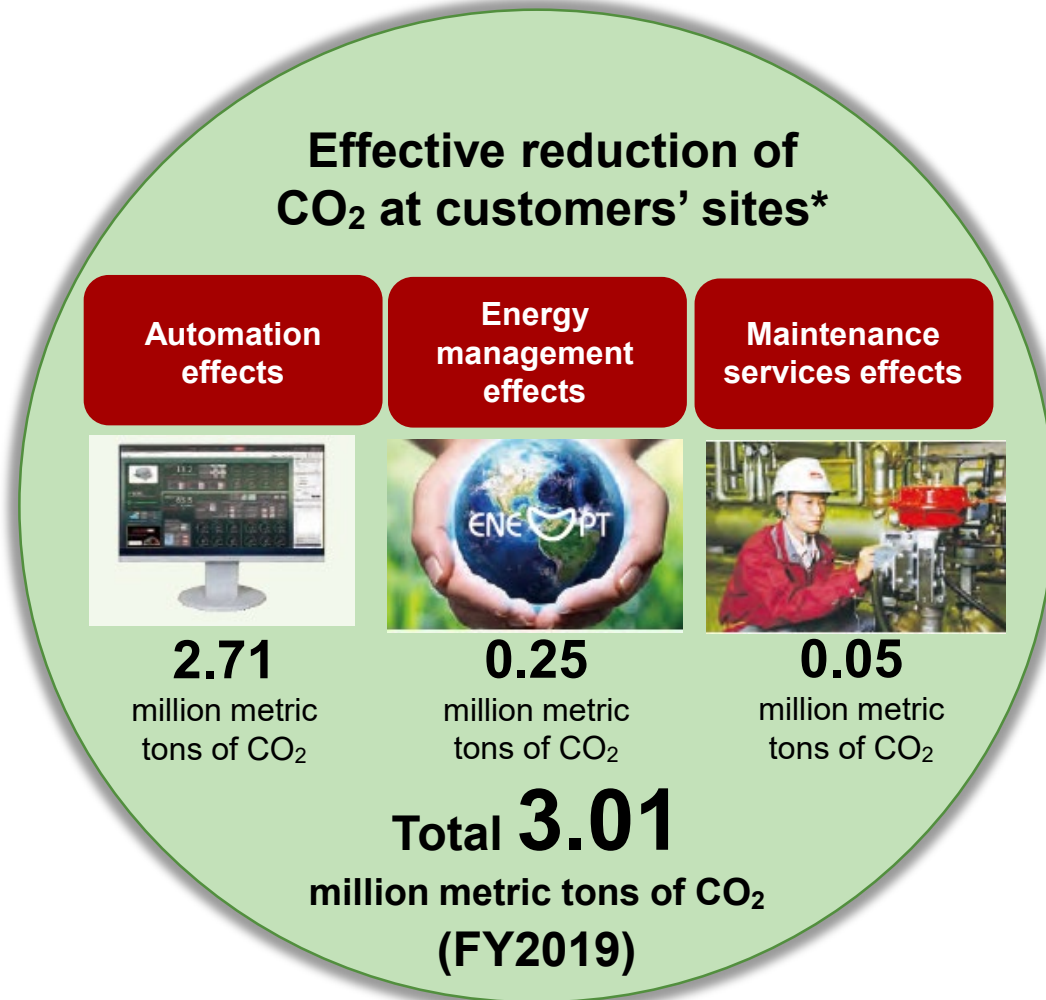 Effective reduction of
CO₂ at customers’ sites*
Automation
effects
Energy
management
effects
Maintenance
services effects
ENE PT
2.71
million metric
tons of CO₂
0.25
million metric
tons of CO₂
0.05
million metric
tons of CO₂
Total 3.01
million metric tons of CO₂
(FY2019)